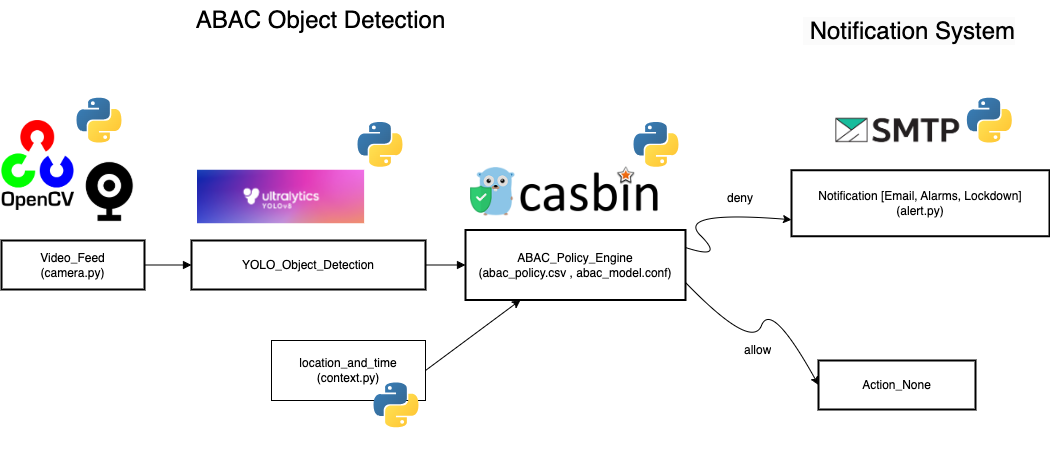 ABAC Object Detection
Notification System
OpenCV
ultralytics
YOLOv8
casbin
SMTP
Video_Feed
(camera.py)
YOLO_Object_Detection
ABAC_Policy_Engine
(abac_policy.csv , abac_model.conf)
deny
Notification [Email, Alarms, Lockdown]
(alert.py)
location_and_time
(context.py)
allow
Action_None